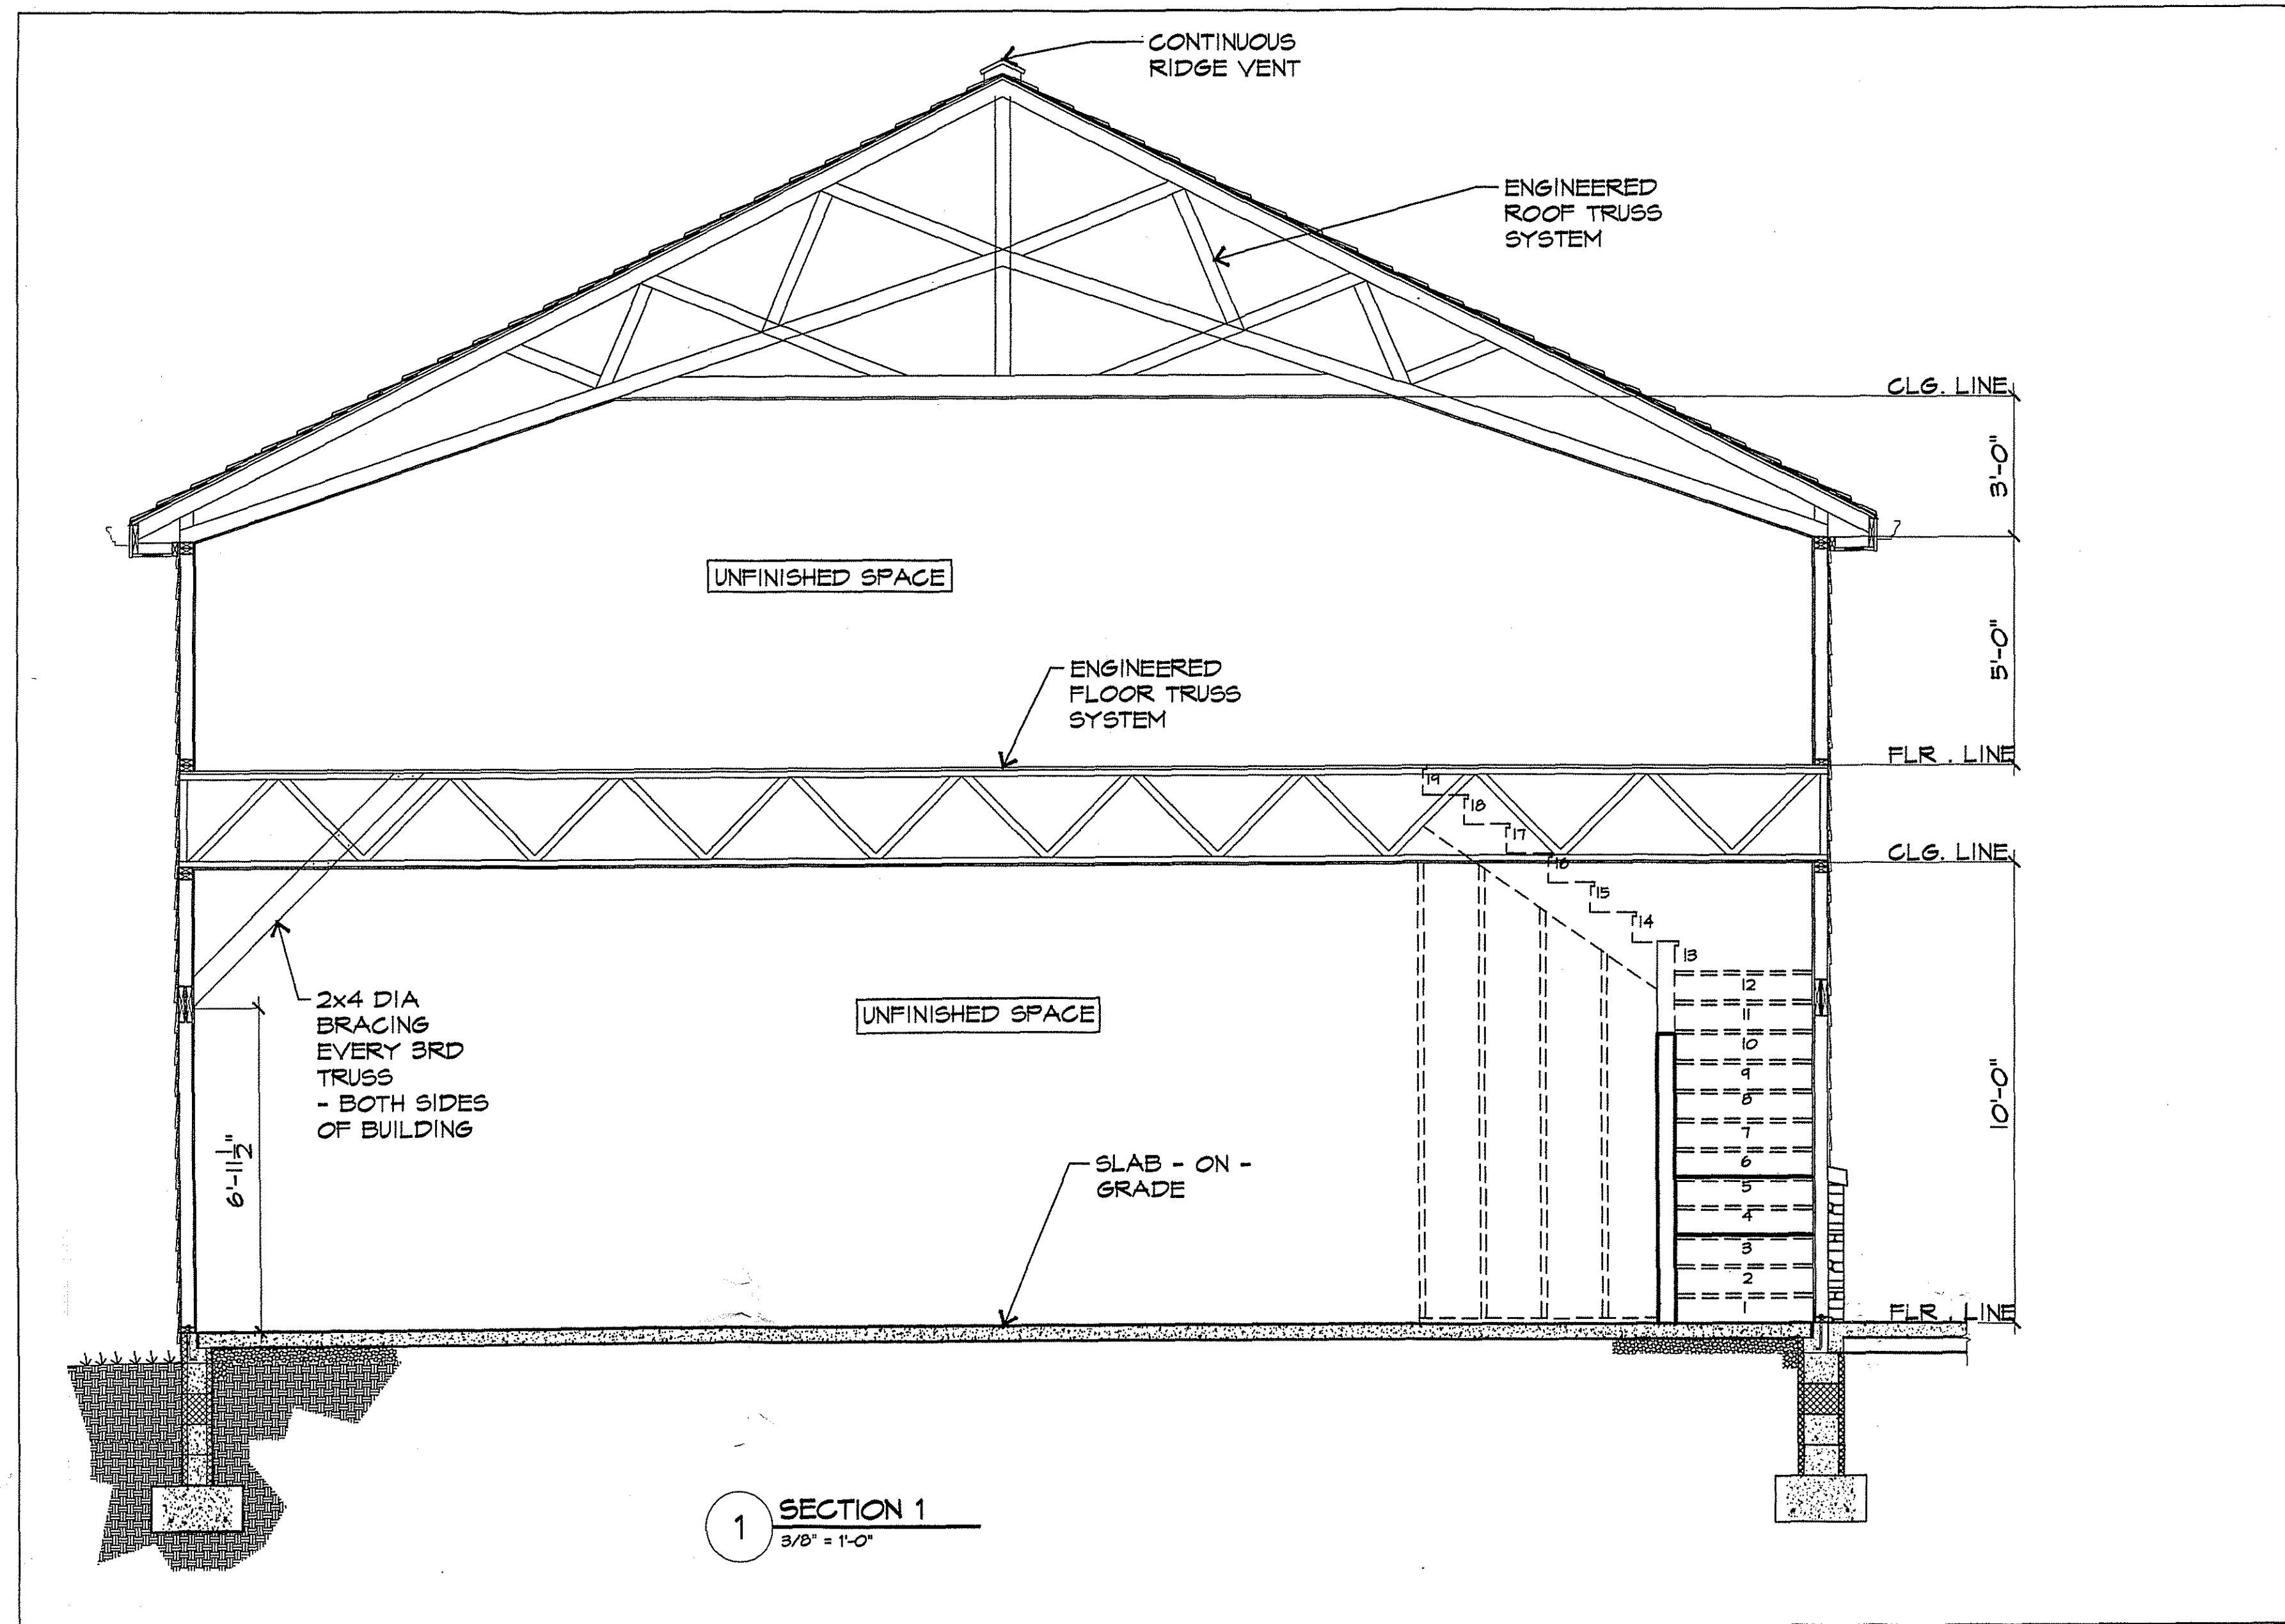 CONTINUOUS
RIDGE VENT
ENGINEERED
ROOF TRUSS
SYSTEM
CLG. LINE
3'-0"
UNFINISHED SPACE
5'-0"
ENGINEERED
FLOOR TRUSS
SYSTEM
FLR . LINE
19
18
17
CLG. LINE
16
15
14
13
2x4 DIA
BRACING
EVERY 3RD
TRUSS
- BOTH SIDES
OF BUILDING
UNFINISHED SPACE
12
11
10
9
8
7
6
5
4
3
2
1
10'-0"
6'-11 1/2"
SLAB - ON -
GRADE
FLR . LINE
1
SECTION 1
3/8" = 1'-0"